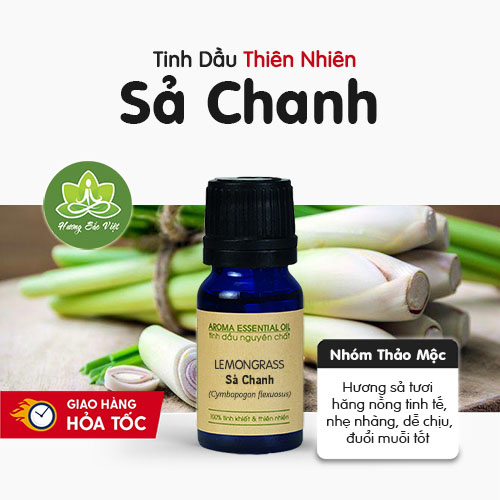 Tinh Dầu Thiên Nhiên
Sả Chanh
Hương Sắc Việt
AROMA ESSENTIAL OIL
tinh dầu nguyên chất
LEMONGRASS
Sả Chanh
(Cymbopogon flexuosus)
100% tinh khiết & thiên nhiên
GIAO HÀNG
HỎA TỐC
Nhóm Thảo Mộc
Hương sả tươi
hăng nồng tinh tế,
nhẹ nhàng, dễ chịu,
đuổi muỗi tốt